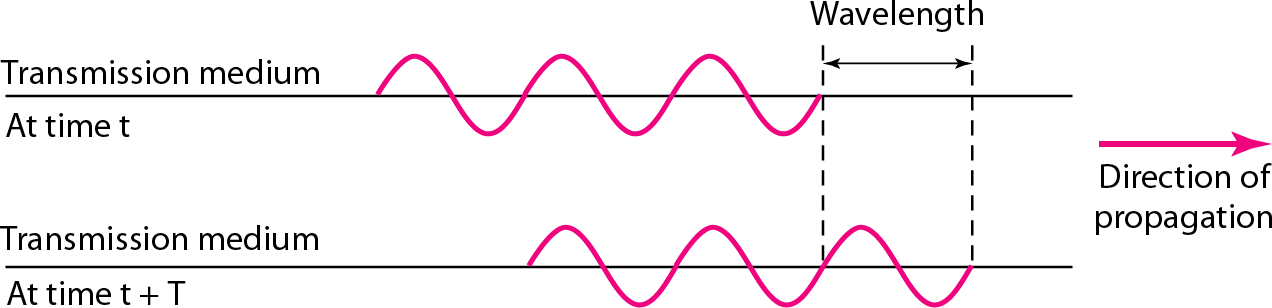 Wavelength
Transmission medium
At time t
Direction of
propagation
Transmission medium
At time t + T